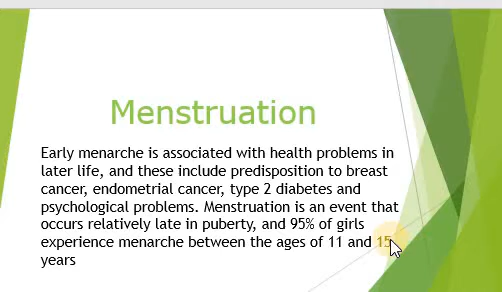 Menstruation
Early menarche is associated with health problems in
later life, and these include predisposition to breast
cancer, endometrial cancer, type 2 diabetes and
psychological problems. Menstruation is an event that
occurs relatively late in puberty, and 95% of girls
experience menarche between the ages of 11 and 15
years